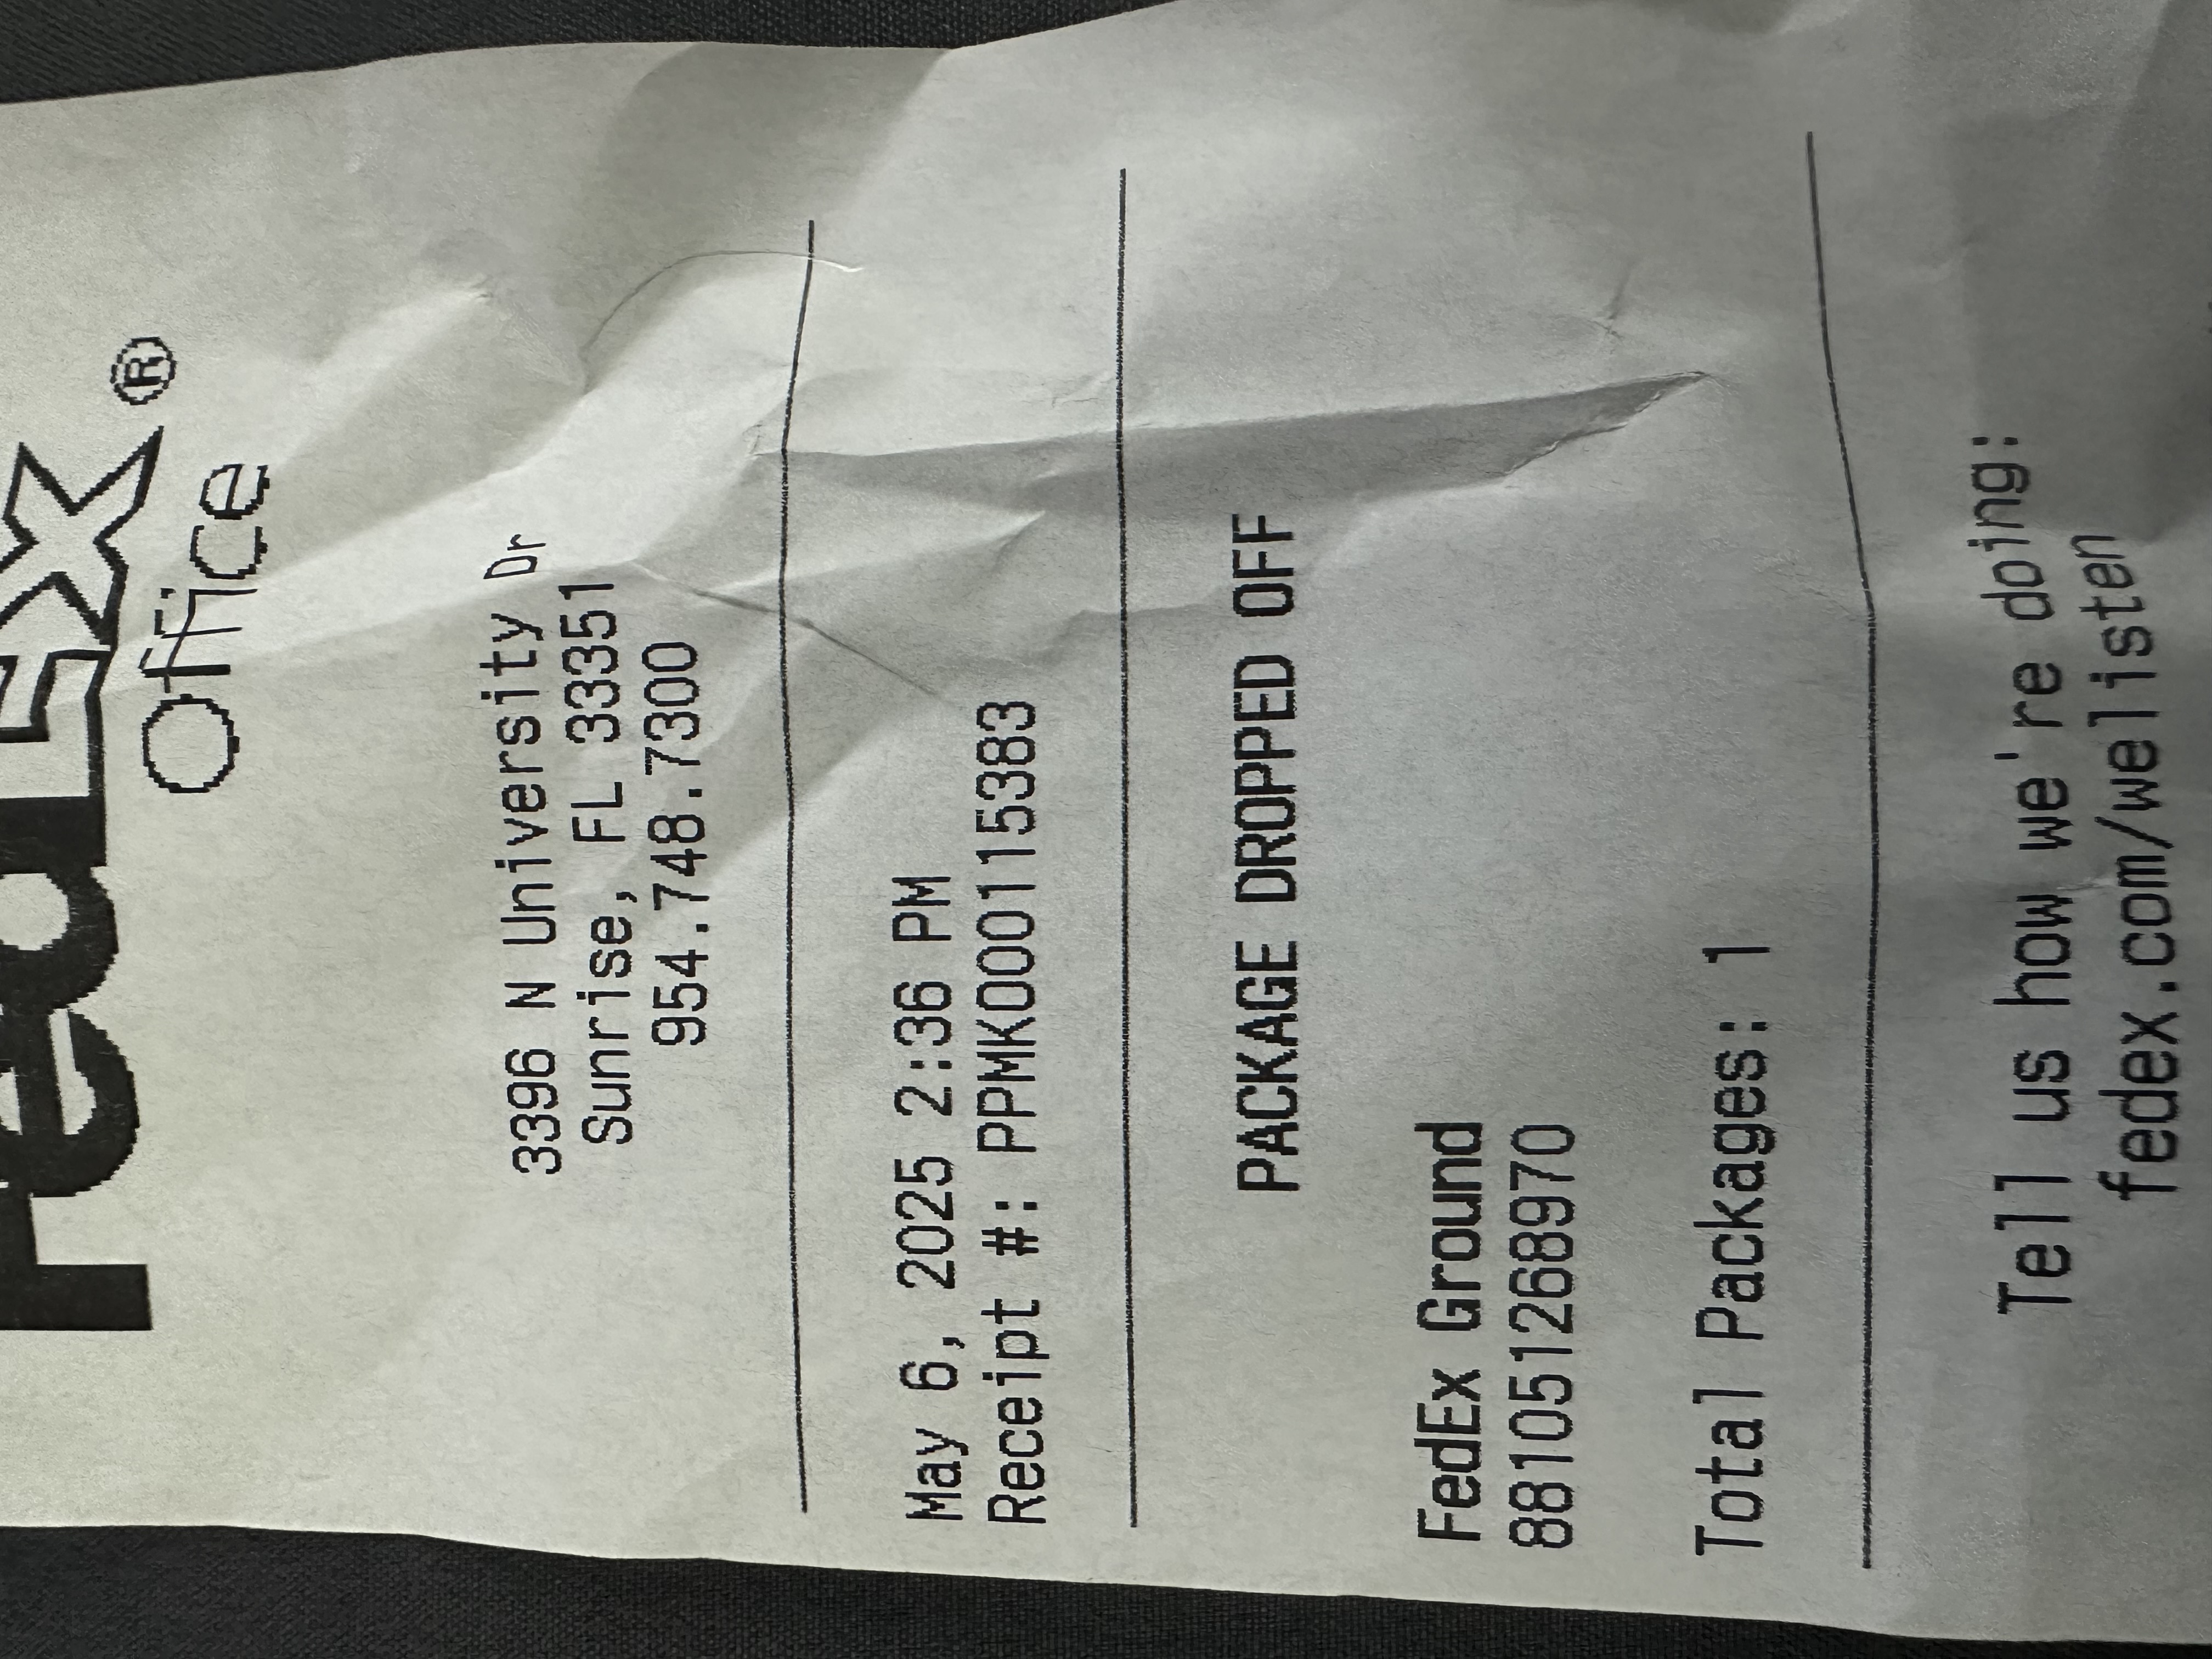 FedEx®
Office
3396 N University Dr
Sunrise, FL 33351
954.748.7300
May 6, 2025 2:36 PM
Receipt #: PPMK000115383
PACKAGE DROPPED OFF
FedEx Ground
881051268970
Total Packages: 1
Tell us how we're doing:
fedex.com/welisten